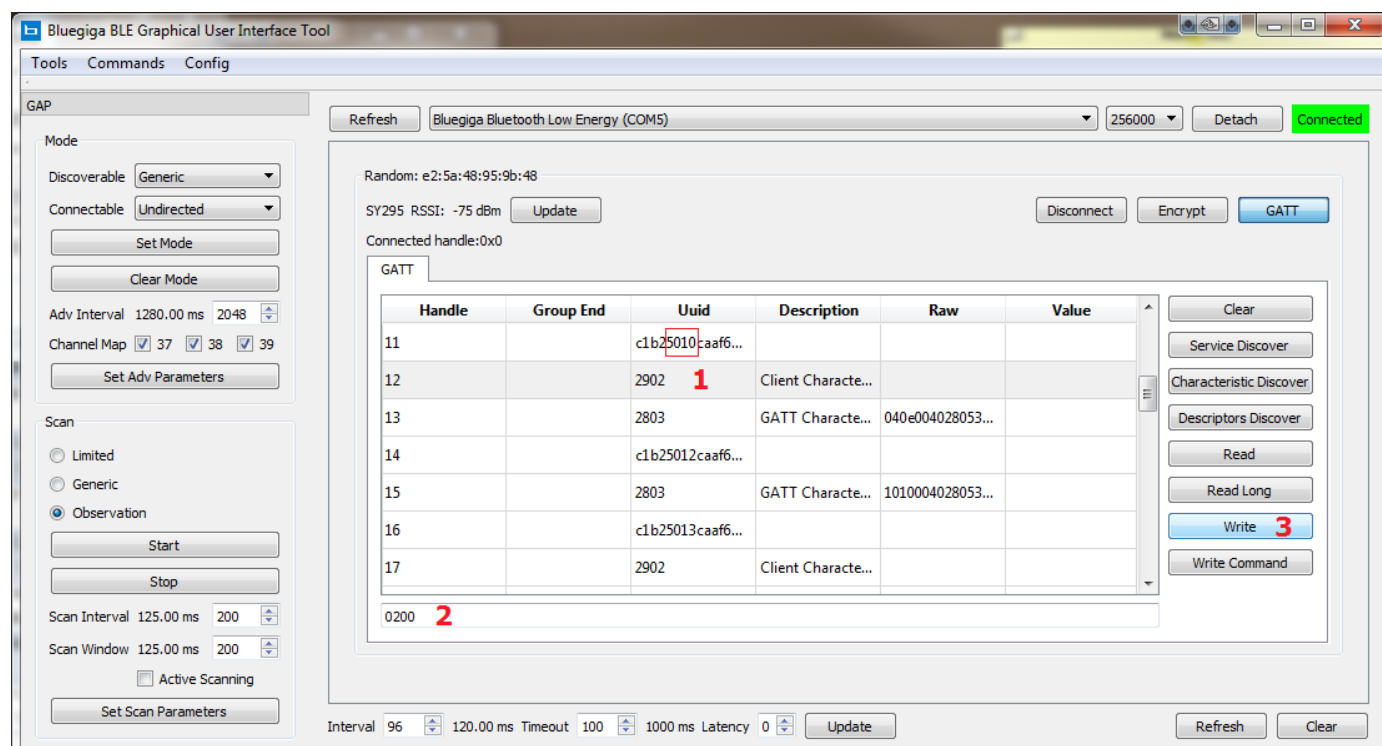 Bluegiga BLE Graphical User Interface Tool
Tools Commands Config
GAP
Mode
Discoverable Generic
Connectable Undirected
Set Mode
Clear Mode
Adv Interval 1280.00 ms 2048
Channel Map 37 38 39
Set Adv Parameters
Scan
Limited
Generic
Observation
Start
Stop
Scan Interval 125.00 ms 200
Scan Window 125.00 ms 200
Active Scanning
Set Scan Parameters
Refresh Bluegiga Bluetooth Low Energy (COM5) 256000 Detach Connected
Random: e2:5a:48:95:9b:48
SY295 RSSI: -75 dBm Update Disconnect Encrypt GATT
Connected handle:0x0
GATT
Handle Group End Uuid Description Raw Value
11 c1b25010caaf6...
12 2902 1 Client Characte...
13 2803 GATT Characte... 040e004028053...
14 c1b25012caaf6...
15 2803 GATT Characte... 1010004028053...
16 c1b25013caaf6...
17 2902 Client Characte...
0200 2
Clear
Service Discover
Characteristic Discover
Descriptors Discover
Read
Read Long
Write 3
Write Command
Interval 96 120.00 ms Timeout 100 1000 ms Latency 0 Update Refresh Clear